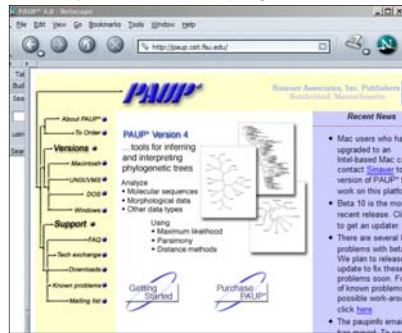 PAUP* 4.0 - Netscape
File Edit View Go Bookmarks Tools Window Help
http://paup.csit.fsu.edu/
PAUP*
Sinauer Associates, Inc. Publishers
Sunderland, Massachusetts
About PAUP*
To Order
Versions
Macintosh
UNIX/VMS
DOS
Windows
Support
FAQ
Tech exchange
Downloads
Known problems
Mailing list
PAUP* Version 4
...tools for inferring
and interpreting
phylogenetic trees
Analyze
• Molecular sequences
• Morphological data
• Other data types
Using
• Maximum likelihood
• Parsimony
• Distance methods
Getting
Started
Purchase
PAUP*
Recent News
• Mac users who ha
upgraded to an
Intel-based Mac c
contact Sinauer to
version of PAUP*
work on this platfo
• Beta 10 is the mo
recent release. Cli
to get an updater.
• There are several
problems with beta
We plan to release
update to fix these
problems soon. Fo
of known problems
possible work-arou
click here.
• The paupinfo emai